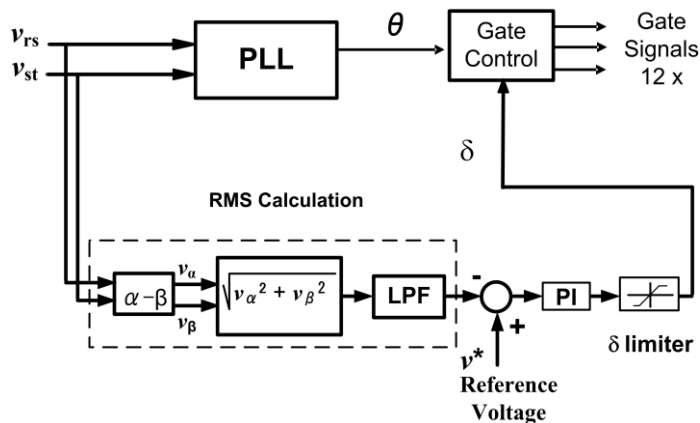 v_rs
v_st
PLL
θ
Gate
Control
Gate
Signals
12 x
δ
RMS Calculation
α-β
v_α
v_β
√v_α² + v_β²
LPF
-
+
PI
δ limiter
v*
Reference
Voltage